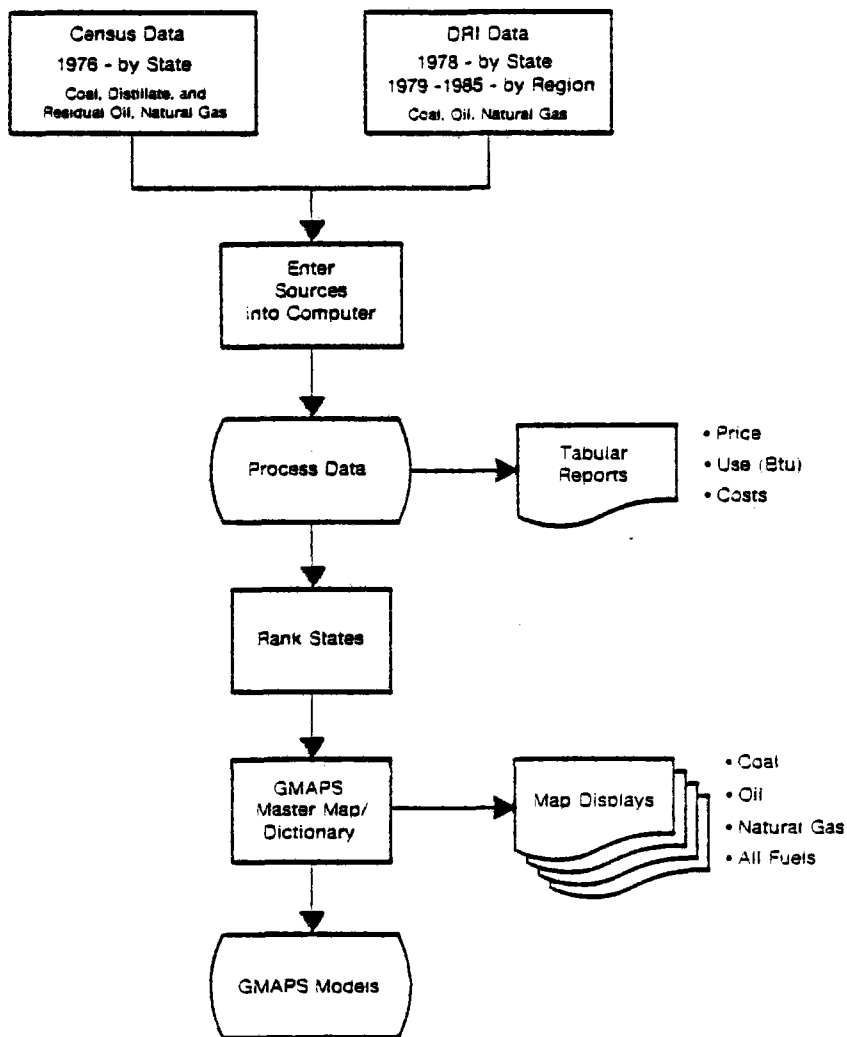 Census Data
1976 - by State
Coal, Distillate, and
Residual Oil, Natural Gas
DRI Data
1978 - by State
1979 -1985 - by Region
Coal, Oil, Natural Gas
Enter
Sources
into Computer
Process Data
Tabular
Reports
• Price
• Use (Btu)
• Costs
Rank States
GMAPS
Master Map/
Dictionary
Map Displays
• Coal
• Oil
• Natural Gas
• All Fuels
GMAPS Models